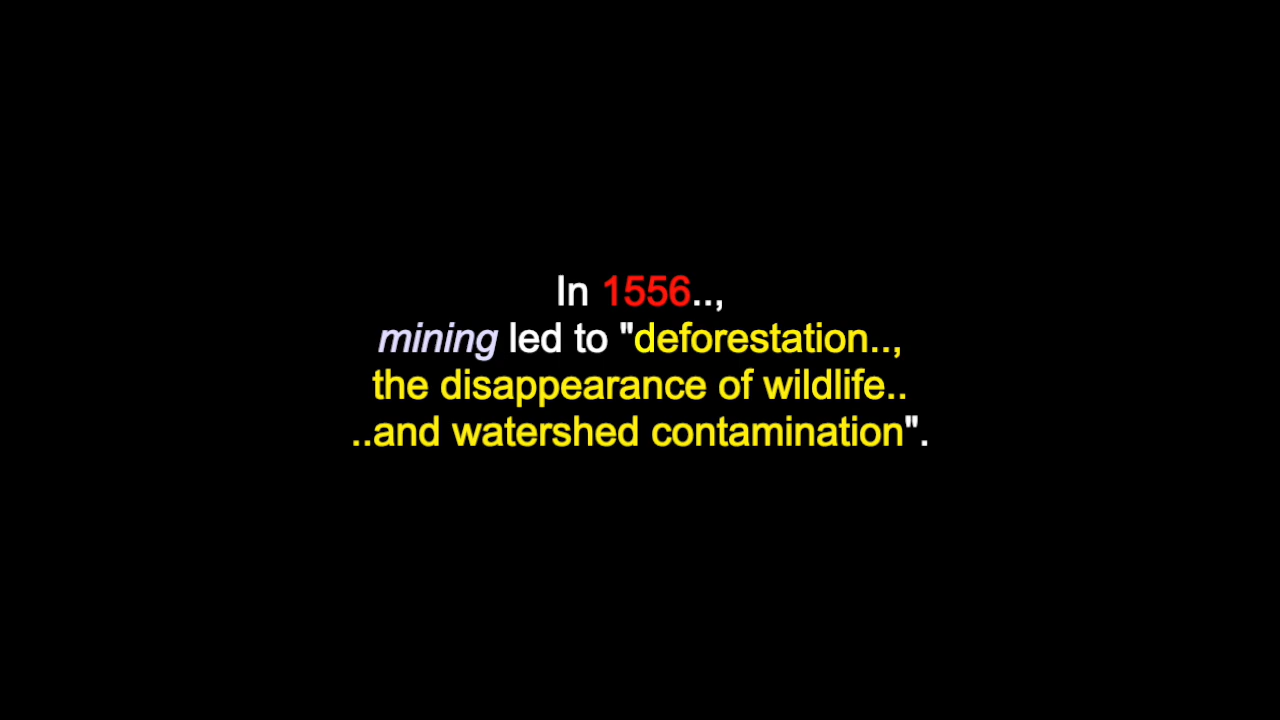 In 1556..,
mining led to "deforestation..,
the disappearance of wildlife..
..and watershed contamination".